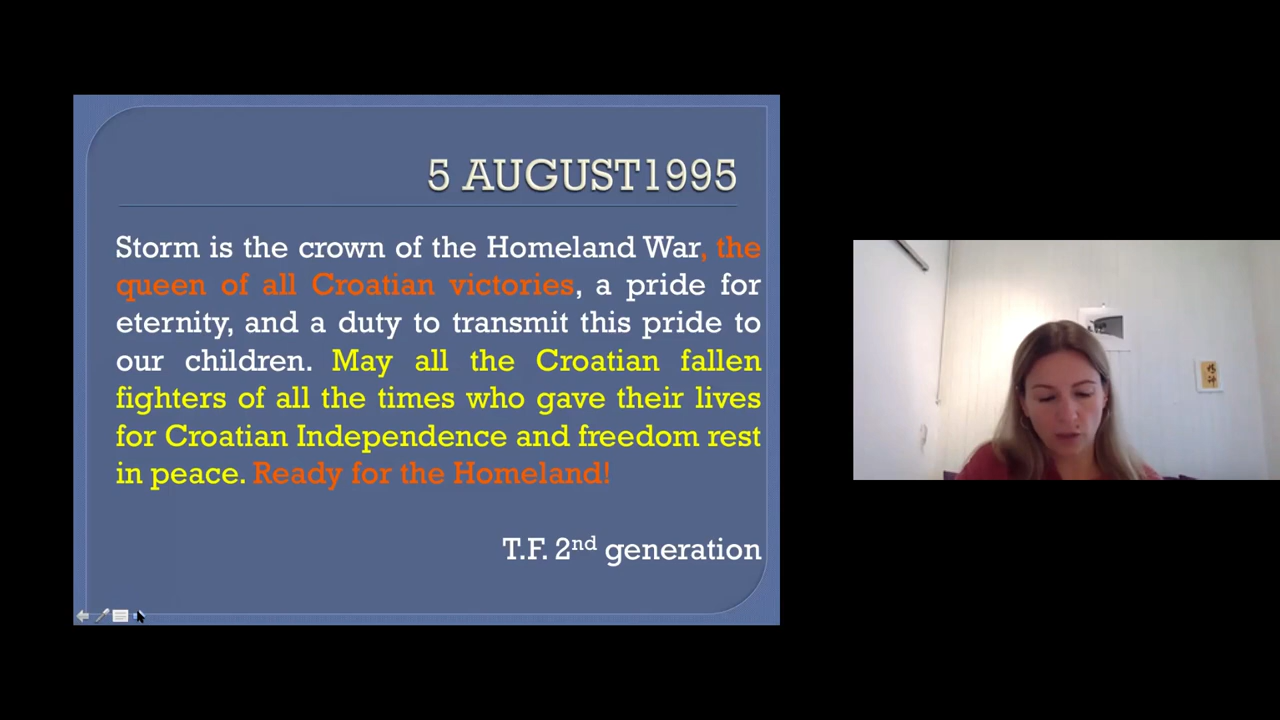 5 AUGUST1995
Storm is the crown of the Homeland War, the
queen of all Croatian victories, a pride for
eternity, and a duty to transmit this pride to
our children. May all the Croatian fallen
fighters of all the times who gave their lives
for Croatian Independence and freedom rest
in peace. Ready for the Homeland!
T.F. 2nd generation